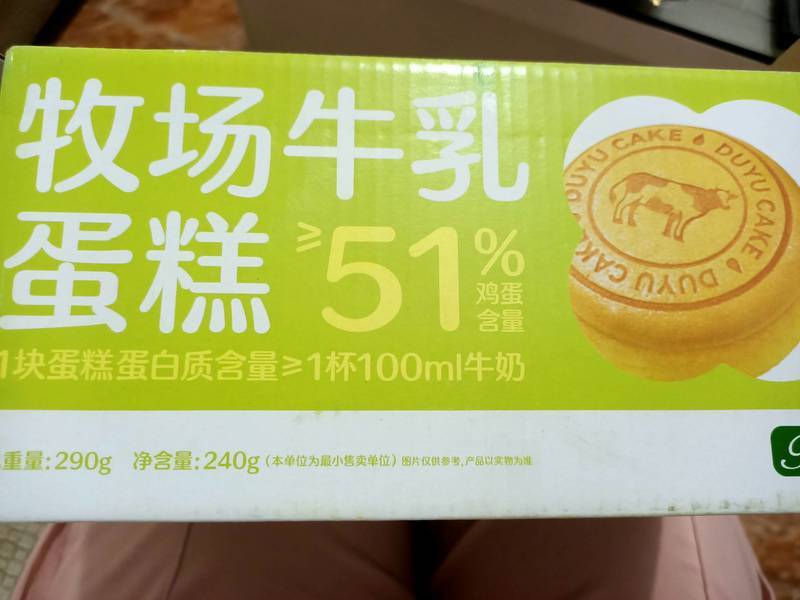 牧场牛乳
蛋糕
≥51%
鸡蛋
含量
1块蛋糕蛋白质含量≥1杯100ml牛奶
重量:290g 净含量:240g(本单位为最小售卖单位) 图片仅供参考,产品以实物为准
DUYU CAKE DUYU CAKE DUYU CAKE